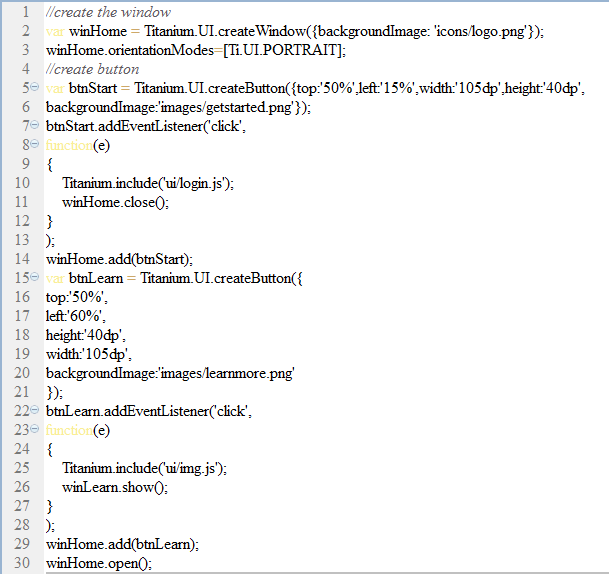 1 //create the window
2 var winHome = Titanium.UI.createWindow({backgroundImage: 'icons/logo.png'});
3 winHome.orientationModes=[Ti.UI.PORTRAIT];
4 //create button
5 var btnStart = Titanium.UI.createButton({top:'50%',left:'15%',width:'105dp',height:'40dp',
6 backgroundImage:'images/getstarted.png'});
7 btnStart.addEventListener('click',
8 function(e)
9 {
10 Titanium.include('ui/login.js');
11 winHome.close();
12 }
13 );
14 winHome.add(btnStart);
15 var btnLearn = Titanium.UI.createButton({
16 top:'50%',
17 left:'60%',
18 height:'40dp',
19 width:'105dp',
20 backgroundImage:'images/learnmore.png'
21 });
22 btnLearn.addEventListener('click',
23 function(e)
24 {
25 Titanium.include('ui/img.js');
26 winLearn.show();
27 }
28 );
29 winHome.add(btnLearn);
30 winHome.open();